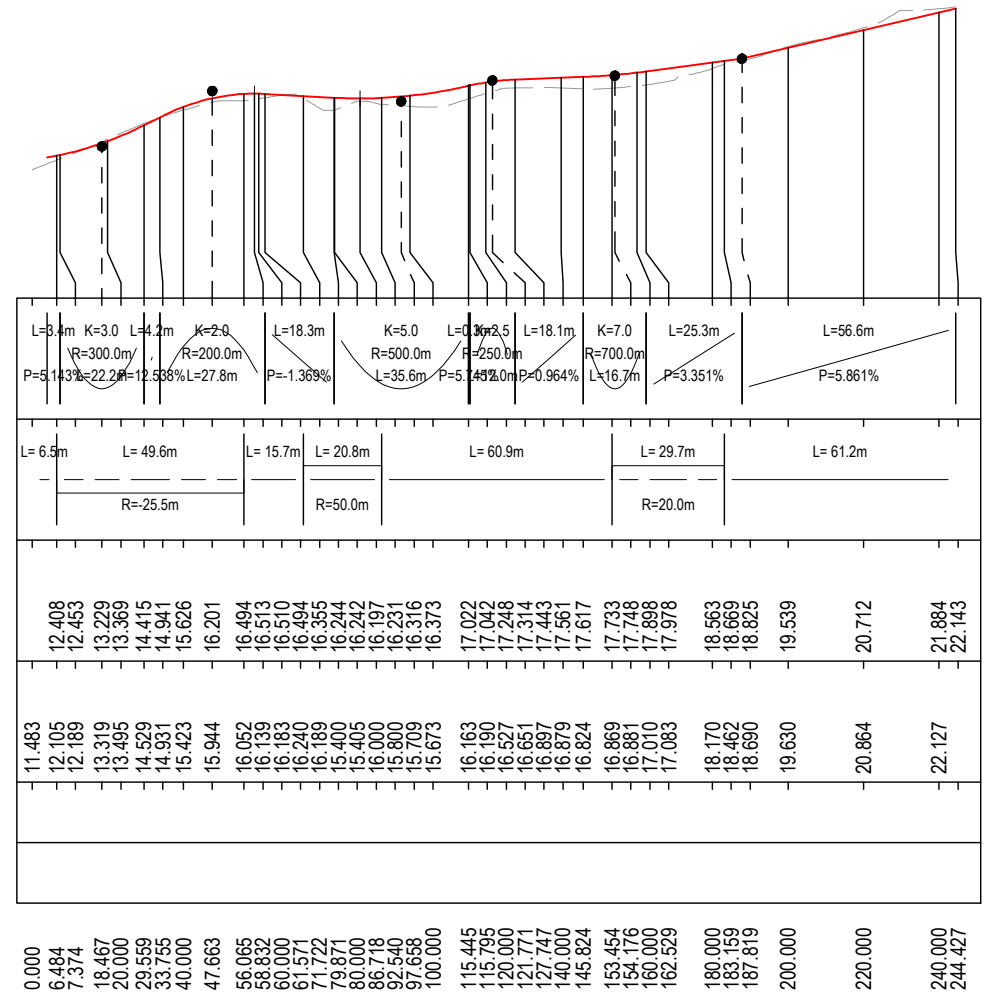 L=3.4m K=3.0 L=4.2m K=2.0 L=18.3m K=5.0 L=0.3m K=2.5 L=18.1m K=7.0 L=25.3m L=56.6m
R=300.0m R=200.0m R=500.0m R=250.0m R=700.0m
P=5.143% L=22.2m P=12.538% L=27.8m P=-1.369% L=35.6m L=12.0m P=0.964% L=16.7m P=3.351% P=5.861%
L= 6.5m L= 49.6m L= 15.7m L= 20.8m L= 60.9m L= 29.7m L= 61.2m
R=-25.5m R=50.0m R=20.0m
12.408 12.453 13.229 13.369 14.415 14.941 15.626 16.201 16.494 16.513 16.510 16.494 16.355 16.244 16.242 16.197 16.231 16.316 16.373 17.022 17.042 17.248 17.314 17.443 17.561 17.617 17.733 17.748 17.898 17.978 18.563 18.669 18.825 19.539 20.712 21.884 22.143
11.483 12.105 12.189 13.319 13.495 14.529 14.931 15.423 15.944 16.052 16.139 16.183 16.240 16.189 15.400 15.405 16.000 15.800 15.709 15.673 16.163 16.190 16.527 16.651 16.897 16.879 16.824 16.869 16.881 17.010 17.083 18.170 18.462 18.690 19.630 20.864 22.127
0.000 6.484 7.374 18.467 20.000 29.559 33.755 40.000 47.663 56.065 58.832 60.000 61.571 71.722 79.871 80.000 86.718 92.540 97.658 100.000 115.445 115.795 120.000 121.771 127.747 140.000 145.824 153.454 154.176 160.000 162.529 180.000 183.159 187.819 200.000 220.000 240.000 244.427